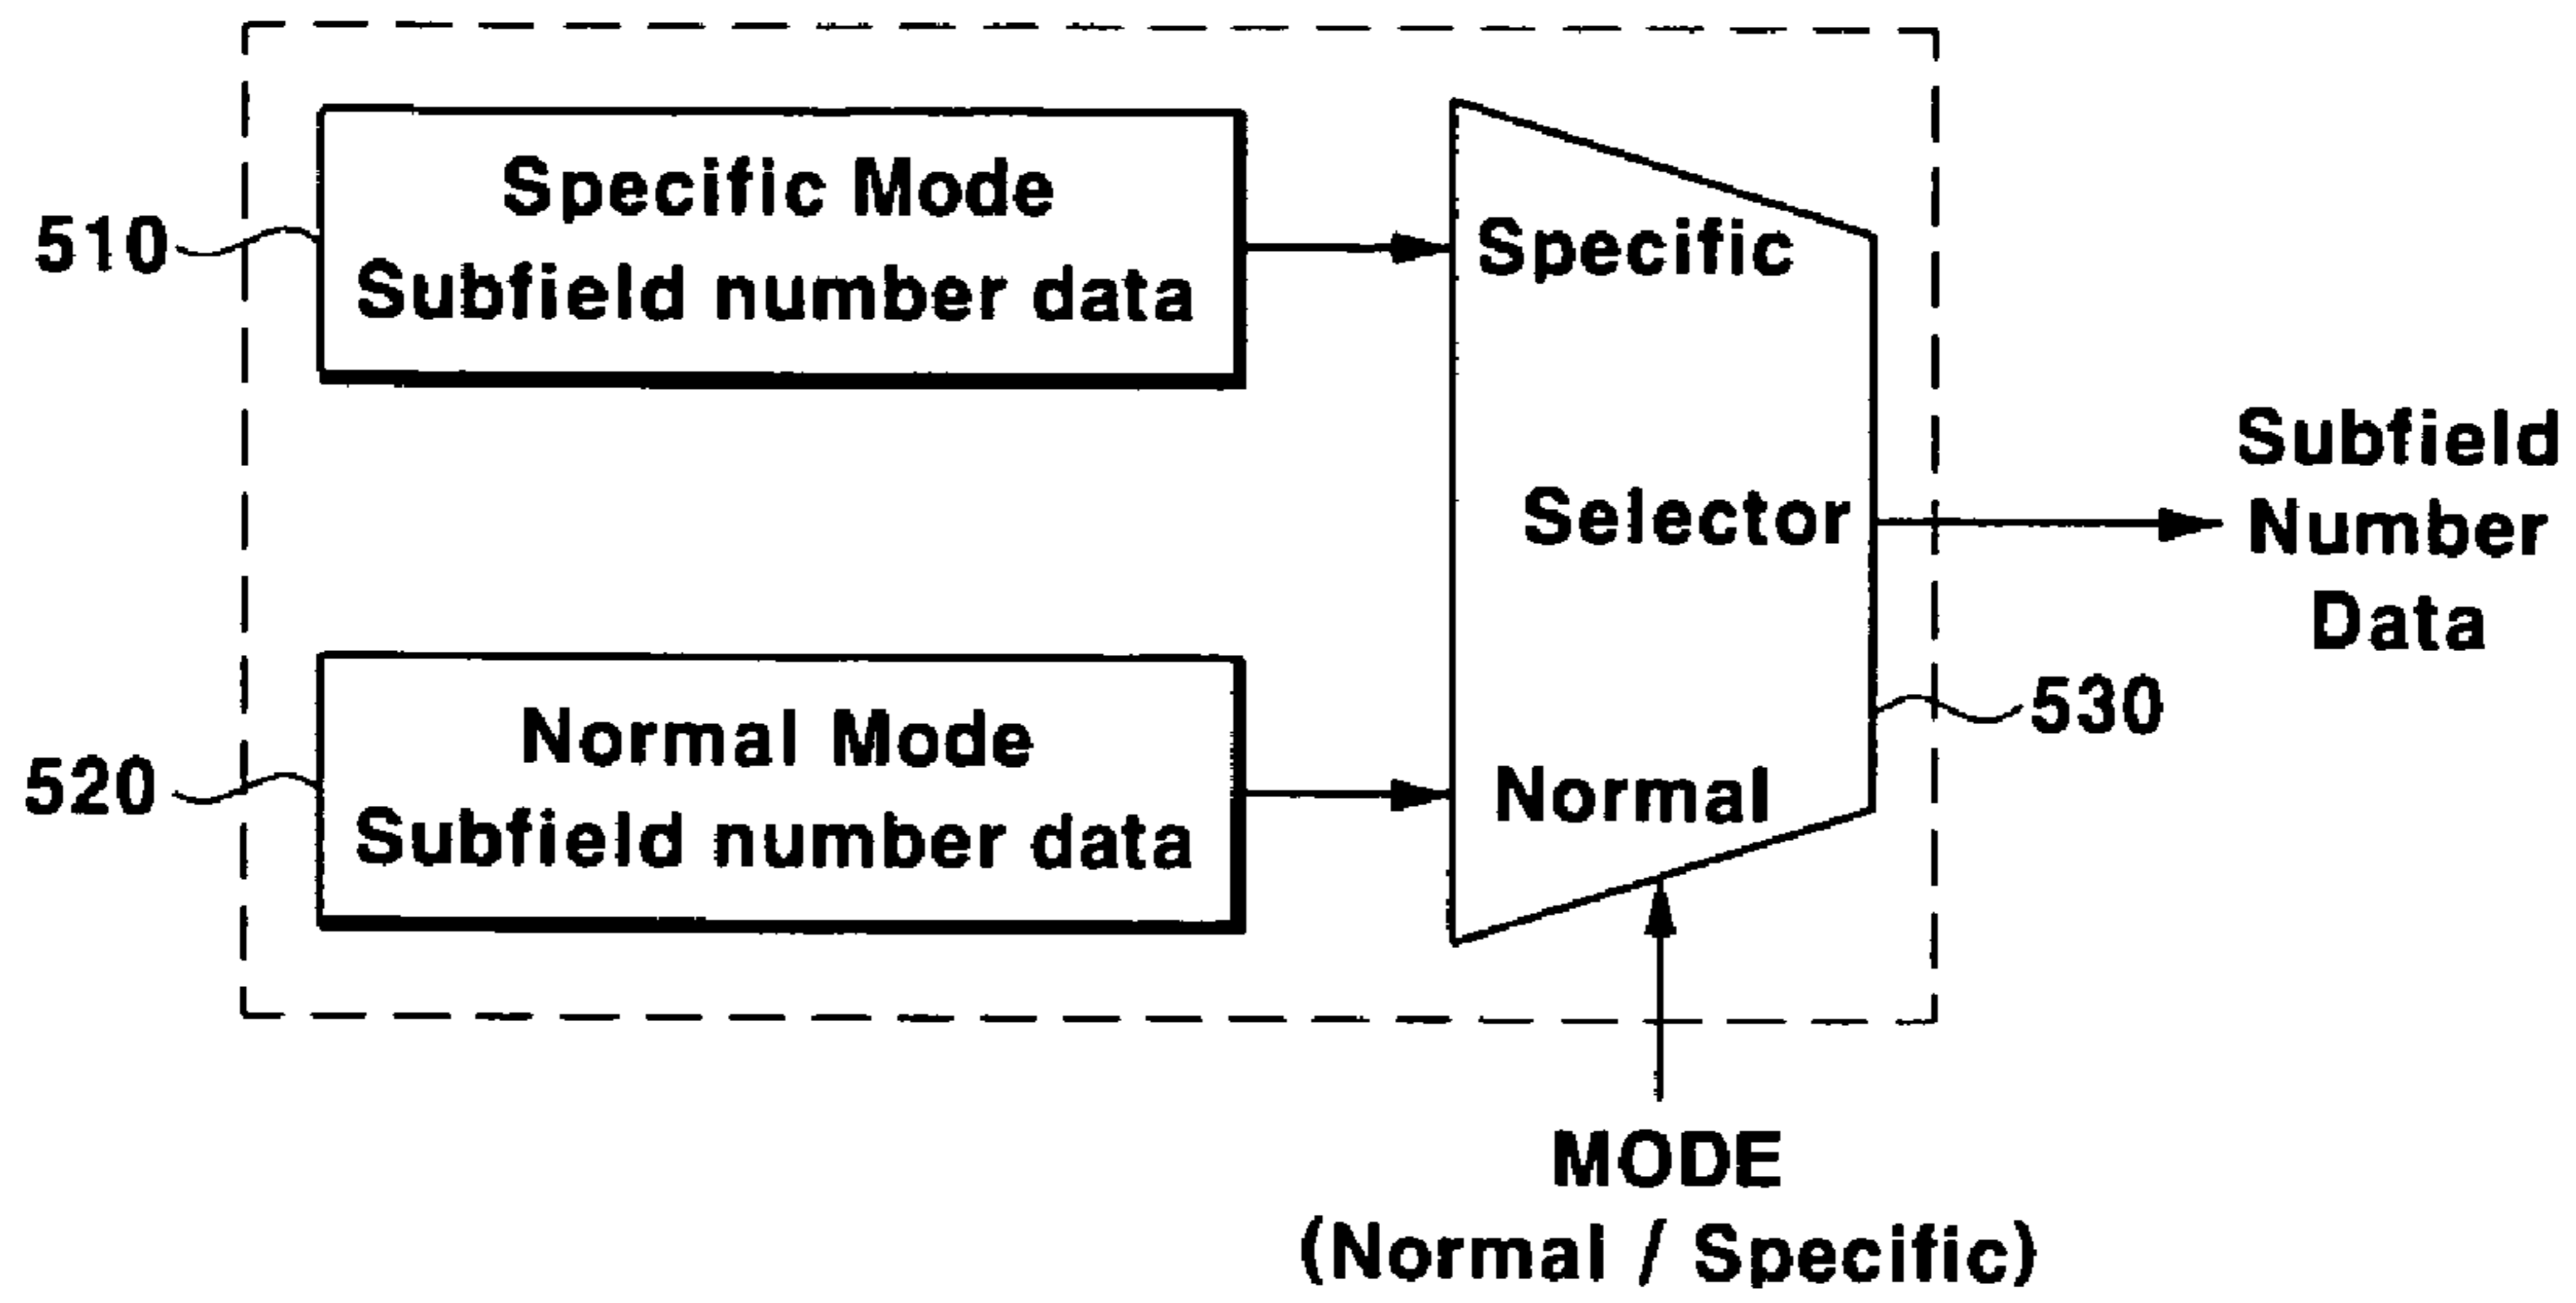 510
Specific Mode
Subfield number data
520
Normal Mode
Subfield number data
Specific
Selector
Normal
530
Subfield
Number
Data
MODE
(Normal / Specific)